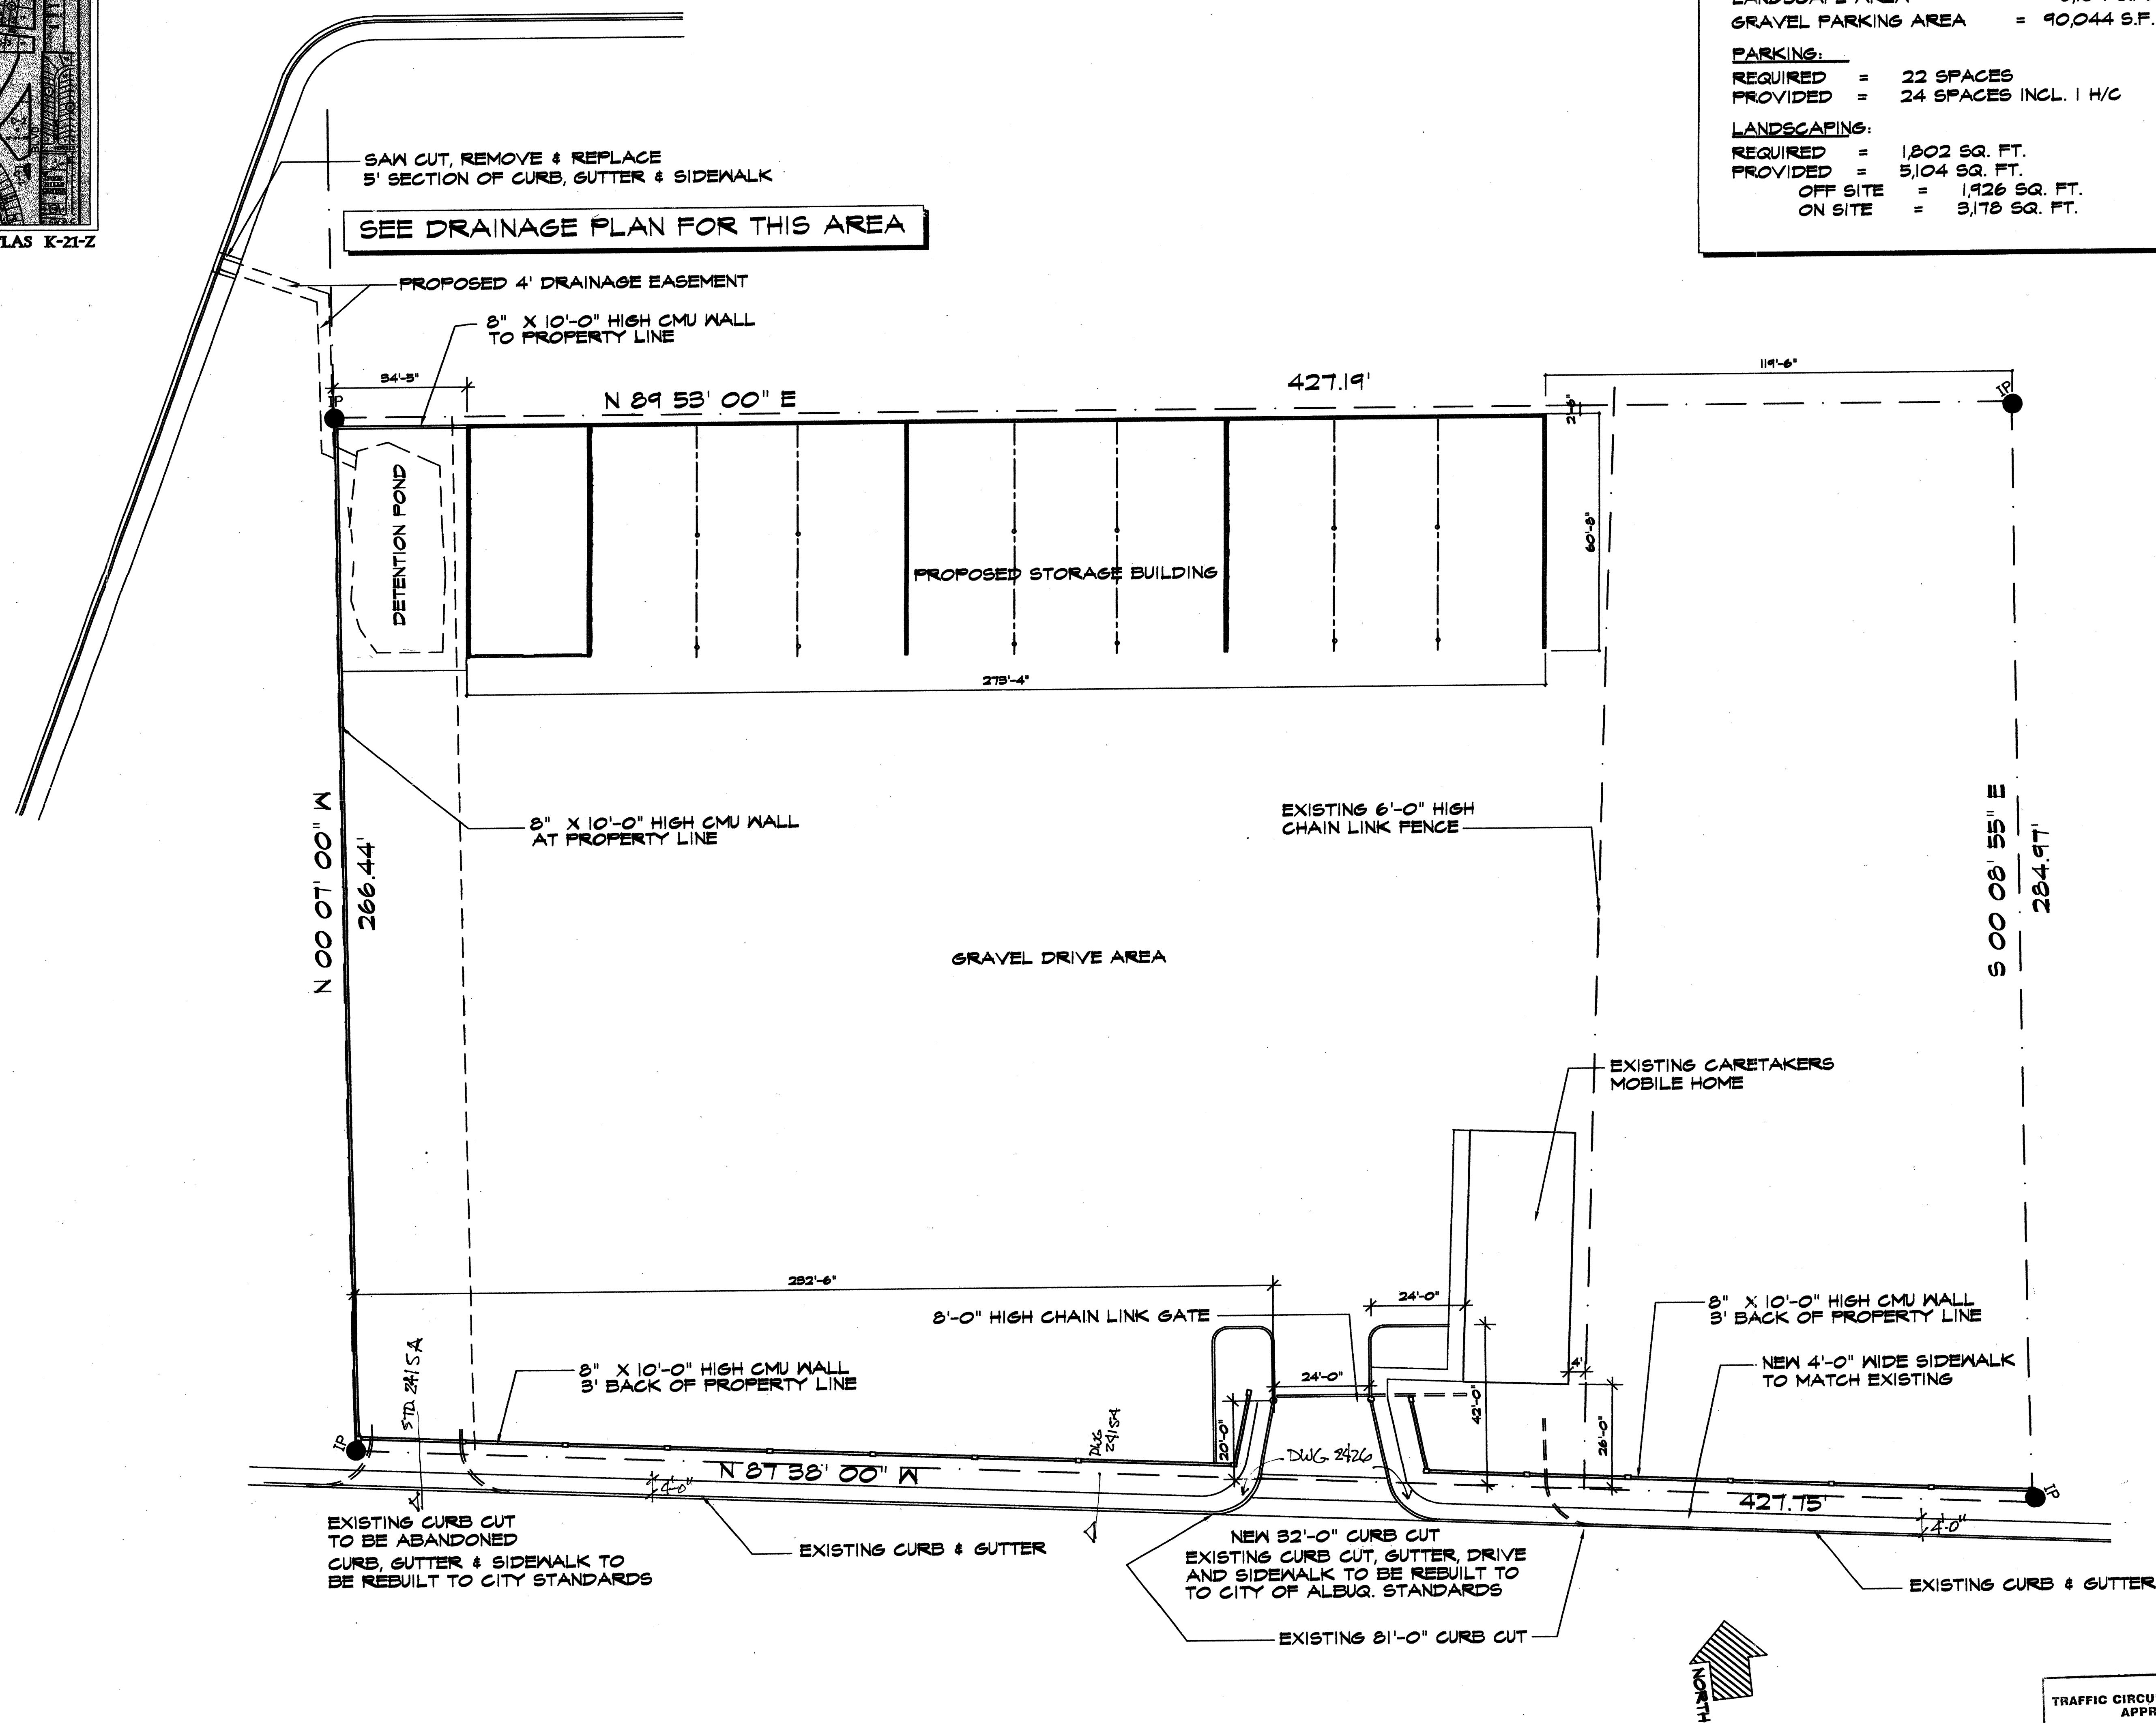 GRAVEL PARKING AREA = 90,044 S.F.
PARKING:
REQUIRED = 22 SPACES
PROVIDED = 24 SPACES INCL. 1 H/C
LANDSCAPING:
REQUIRED = 1,802 SQ. FT.
PROVIDED = 5,104 SQ. FT.
OFF SITE = 1,926 SQ. FT.
ON SITE = 3,178 SQ. FT.
K-21-Z
SAW CUT, REMOVE & REPLACE
5' SECTION OF CURB, GUTTER & SIDEWALK
SEE DRAINAGE PLAN FOR THIS AREA
PROPOSED 4' DRAINAGE EASEMENT
8" X 10'-0" HIGH CMU WALL
TO PROPERTY LINE
34'-5"
119'-6"
IP
N 89 53' 00" E
427.19'
IP
DETENTION POND
60'-8"
PROPOSED STORAGE BUILDING
273'-4"
N 00 07' 00" W
266.44'
8" X 10'-0" HIGH CMU WALL
AT PROPERTY LINE
EXISTING 6'-0" HIGH
CHAIN LINK FENCE
S 00 08' 55" E
284.97'
GRAVEL DRIVE AREA
EXISTING CARETAKERS
MOBILE HOME
232'-6"
8'-0" HIGH CHAIN LINK GATE
24'-0"
8" X 10'-0" HIGH CMU WALL
3' BACK OF PROPERTY LINE
STD. 2415A
8" X 10'-0" HIGH CMU WALL
3' BACK OF PROPERTY LINE
24'-0"
4'
NEW 4'-0" WIDE SIDEWALK
TO MATCH EXISTING
42'-0"
20'-0"
26'-0"
IP
DWG
2415A
DWG 2426
N 87 38' 00" W
4'-0"
427.75'
IP
4'-0"
EXISTING CURB CUT
TO BE ABANDONED
CURB, GUTTER & SIDEWALK TO
BE REBUILT TO CITY STANDARDS
EXISTING CURB & GUTTER
NEW 32'-0" CURB CUT
EXISTING CURB CUT, GUTTER, DRIVE
AND SIDEWALK TO BE REBUILT TO
TO CITY OF ALBUQ. STANDARDS
EXISTING CURB & GUTTER
EXISTING 81'-0" CURB CUT
NORTH
TRAFFIC